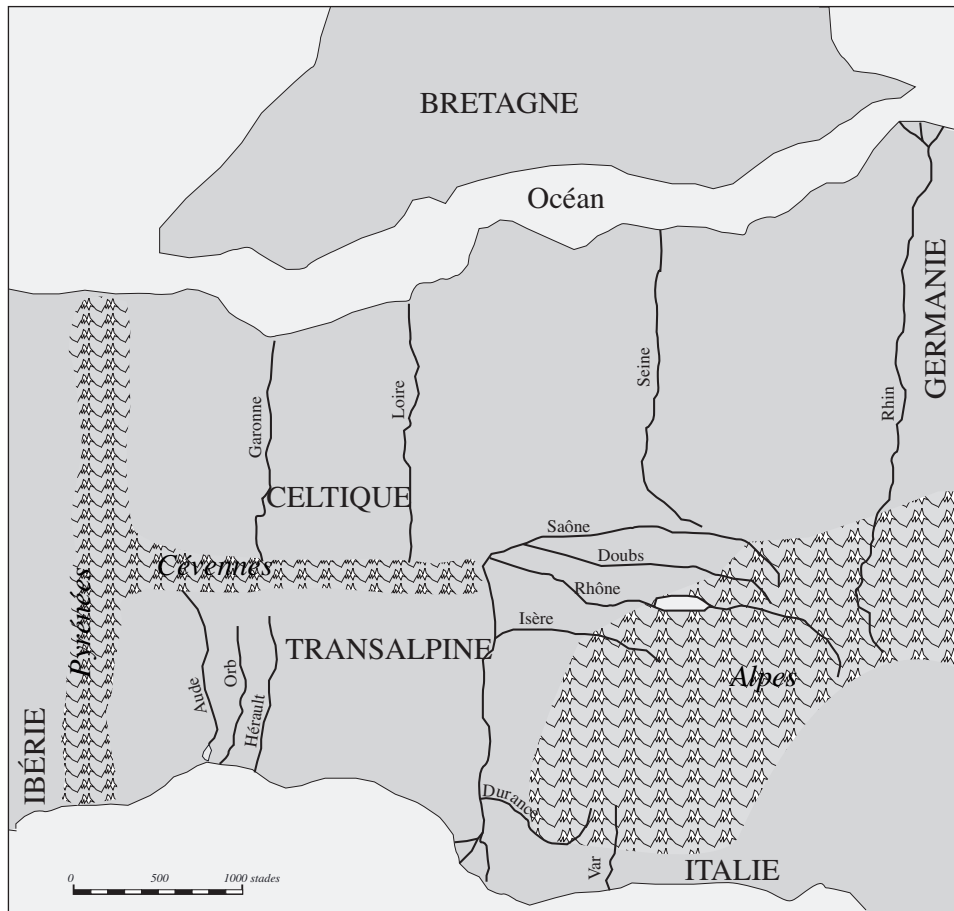 BRETAGNE
Océan
GERMANIE
Seine
Loire
Rhin
Garonne
CELTIQUE
Saône
Cévennes
Doubs
Rhône
Pyrénées
Isère
TRANSALPINE
Orb
Alpes
Aude
Hérault
IBÉRIE
Durance
Var
ITALIE
0 500 1000 stades